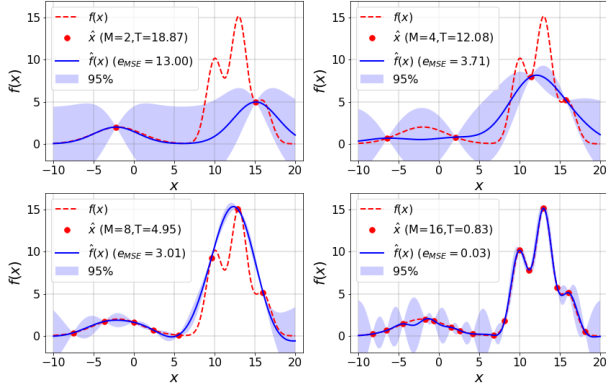 15
10
5
0
f(x)
f(x)
x̂ (M=2,T=18.87)
f̂(x) (e_MSE = 13.00)
95%
−10 −5 0 5 10 15 20
x
15
10
5
0
f(x)
f(x)
x̂ (M=4,T=12.08)
f̂(x) (e_MSE = 3.71)
95%
−10 −5 0 5 10 15 20
x
15
10
5
0
f(x)
f(x)
x̂ (M=8,T=4.95)
f̂(x) (e_MSE = 3.01)
95%
−10 −5 0 5 10 15 20
x
15
10
5
0
f(x)
f(x)
x̂ (M=16,T=0.83)
f̂(x) (e_MSE = 0.03)
95%
−10 −5 0 5 10 15 20
x